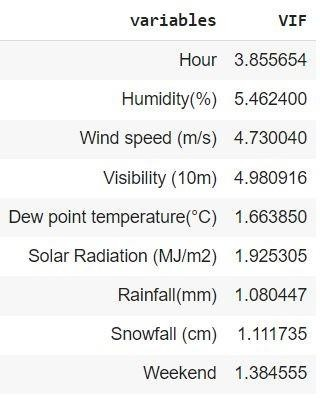 variables VIF
Hour 3.855654
Humidity(%) 5.462400
Wind speed (m/s) 4.730040
Visibility (10m) 4.980916
Dew point temperature(°C) 1.663850
Solar Radiation (MJ/m2) 1.925305
Rainfall(mm) 1.080447
Snowfall (cm) 1.111735
Weekend 1.384555